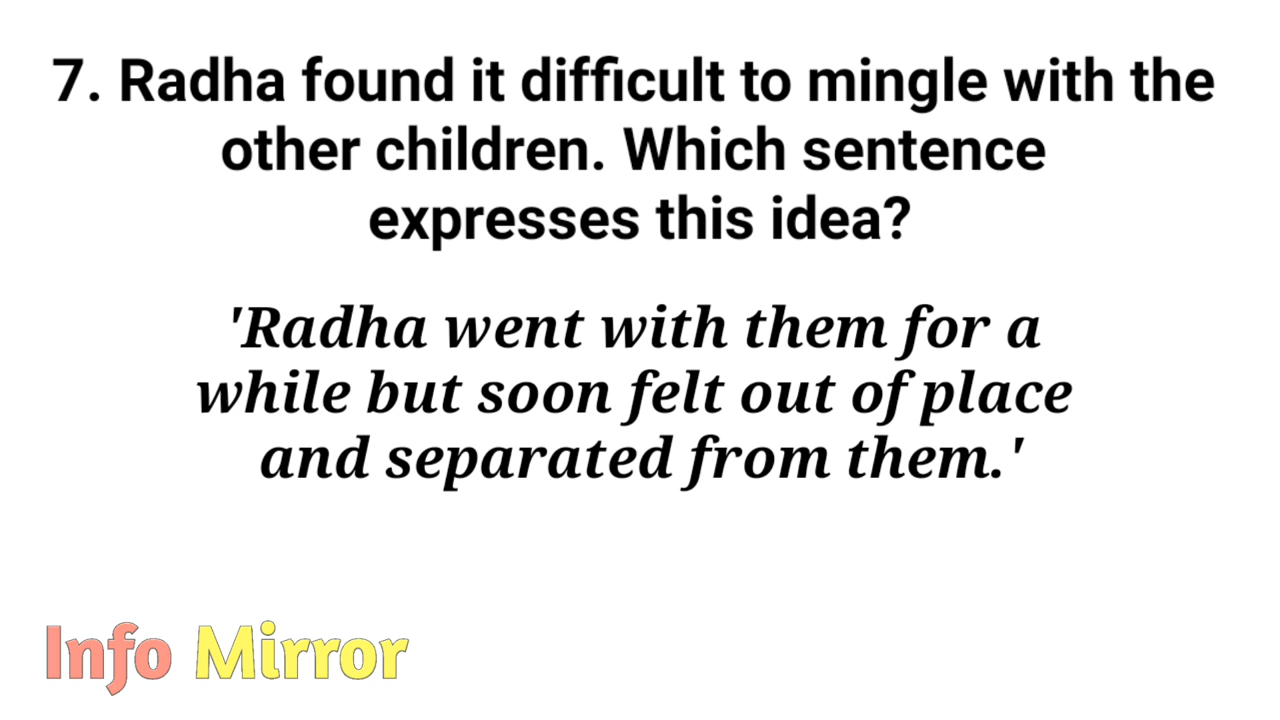 7. Radha found it difficult to mingle with the
other children. Which sentence
expresses this idea?
'Radha went with them for a
while but soon felt out of place
and separated from them.'
Info Mirror